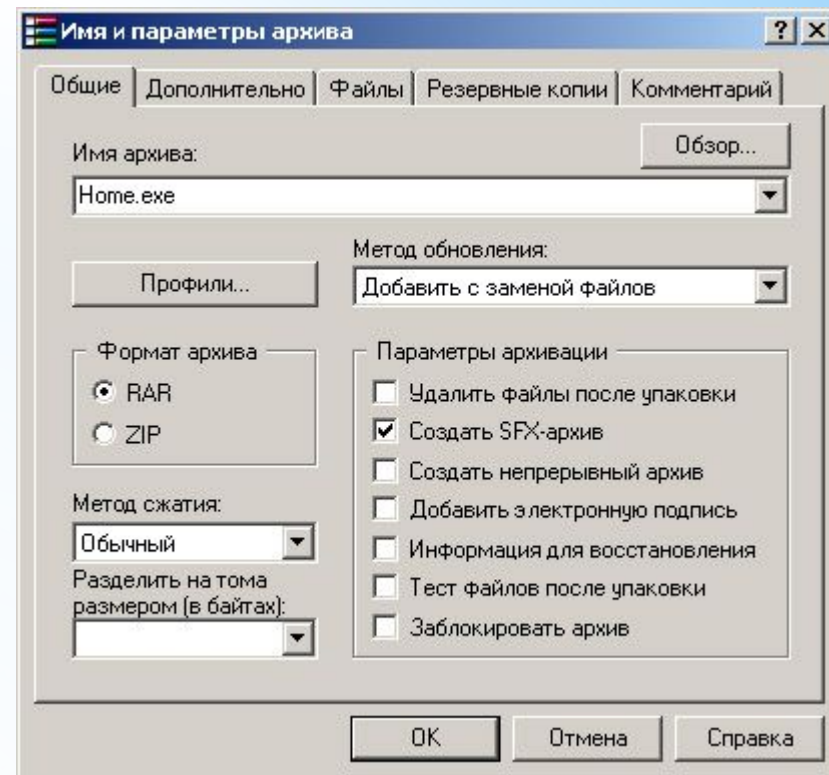 Имя и параметры архива
Общие
Дополнительно
Файлы
Резервные копии
Комментарий
Имя архива:
Обзор...
Home.exe
Профили...
Метод обновления:
Добавить с заменой файлов
Формат архива
RAR
ZIP
Метод сжатия:
Обычный
Разделить на тома
размером (в байтах):
Параметры архивации
Удалить файлы после упаковки
Создать SFX-архив
Создать непрерывный архив
Добавить электронную подпись
Информация для восстановления
Тест файлов после упаковки
Заблокировать архив
OK
Отмена
Справка